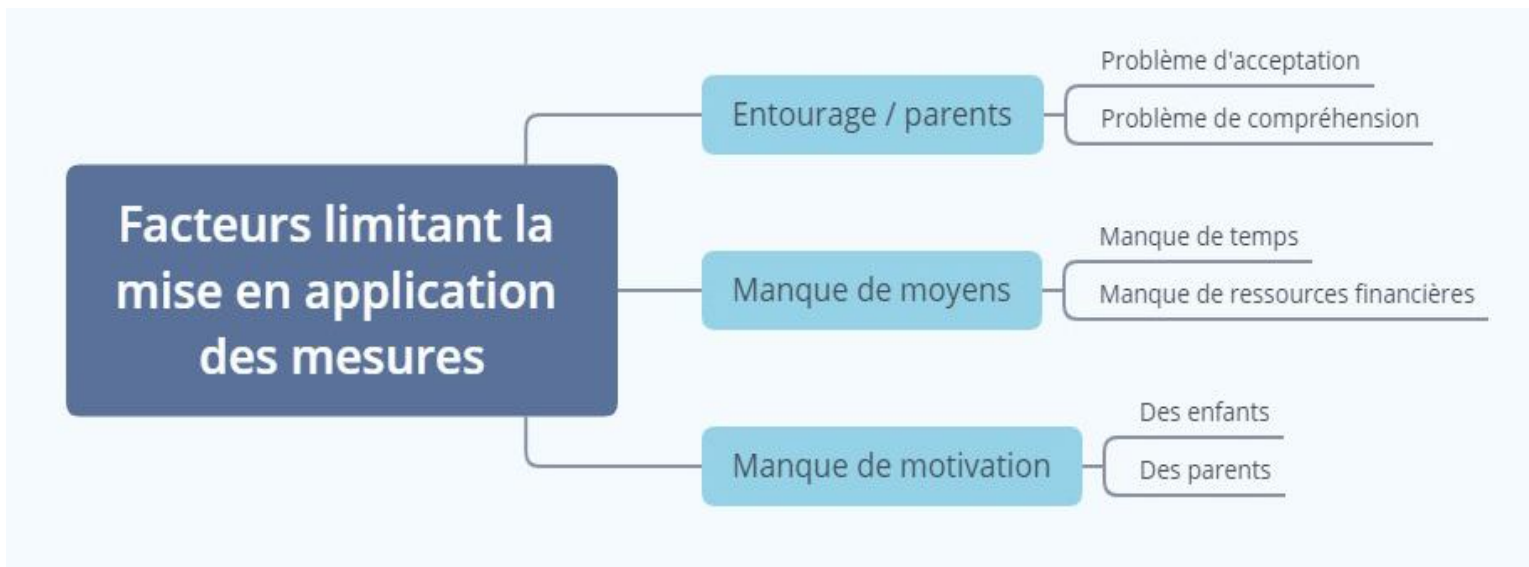 Facteurs limitant la
mise en application
des mesures
Entourage / parents
Problème d'acceptation
Problème de compréhension
Manque de moyens
Manque de temps
Manque de ressources financières
Manque de motivation
Des enfants
Des parents